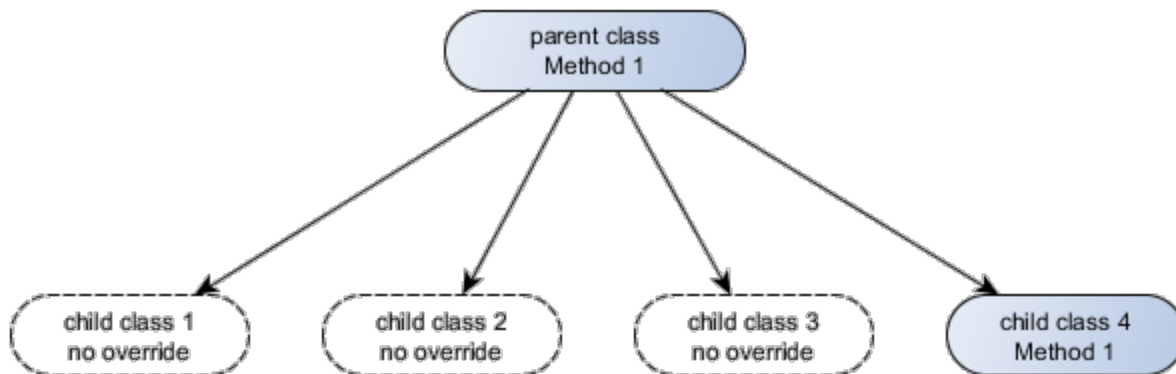 parent class
Method 1
child class 1
no override
child class 2
no override
child class 3
no override
child class 4
Method 1